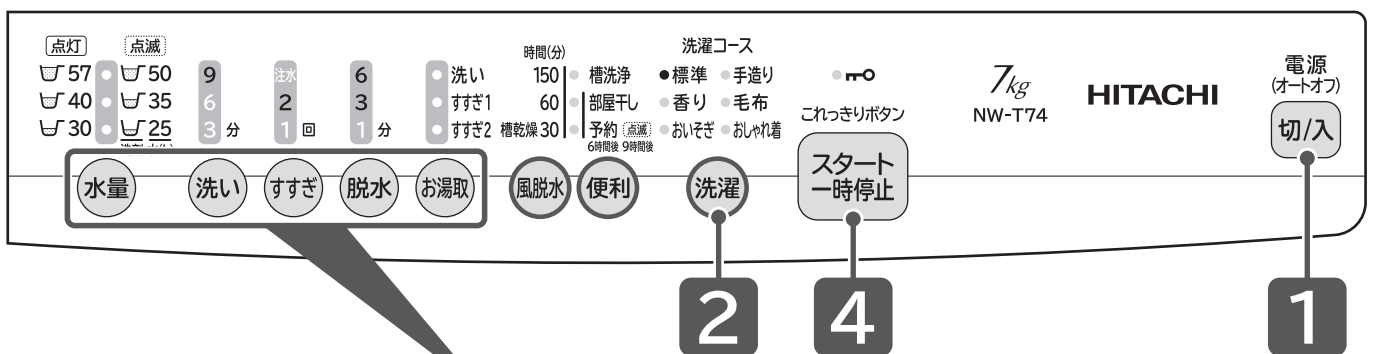 点灯 点滅
57 50
40 35
30 25
9
6
3 分
注水
2
1 回
6
3
1 分
洗い
すすぎ1
すすぎ2
時間(分)
150
60
槽乾燥 30
槽洗浄
部屋干し
予約 点滅
6時間後 9時間後
洗濯コース
標準 手造り
香り 毛布
おいそぎ おしゃれ着
これっきりボタン
7kg
NW-T74
HITACHI
電源
(オートオフ)
切/入
水量
洗い
すすぎ
脱水
お湯取
風脱水
便利
洗濯
スタート
一時停止
2
4
1